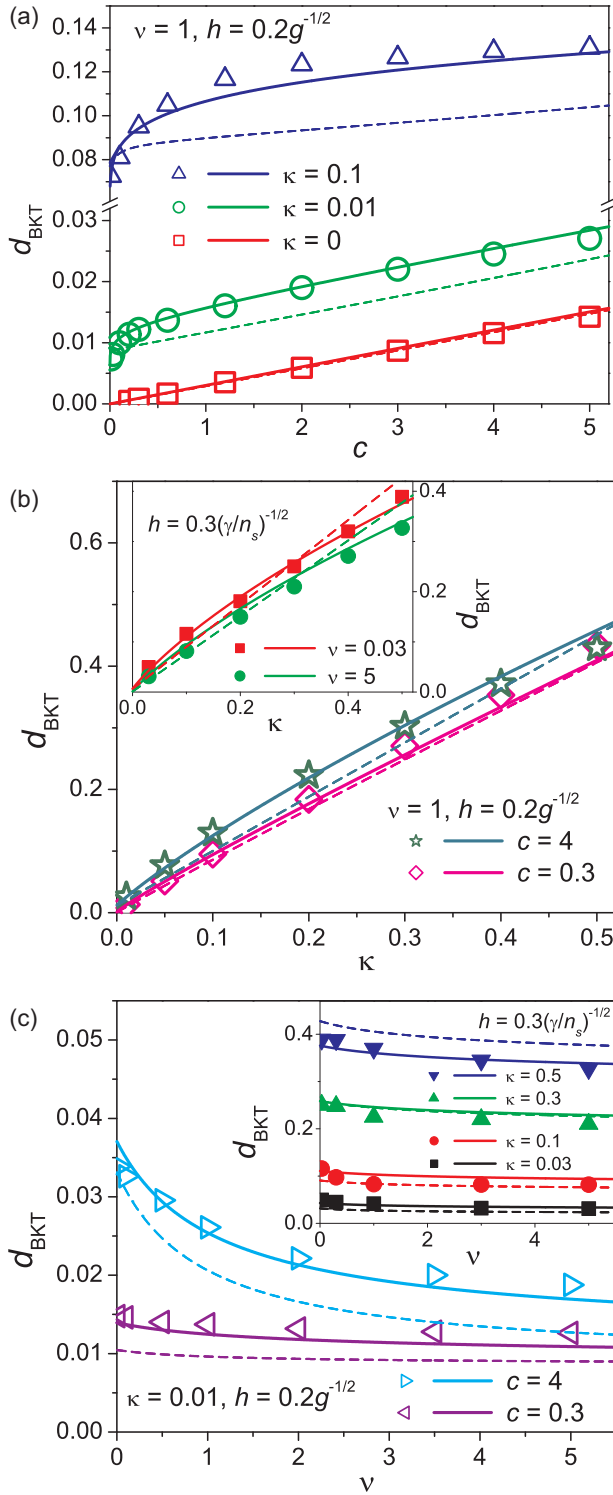 (a)
ν = 1, h = 0.2g^{-1/2}
0.14
0.12
0.10
0.08
0.03
0.02
0.01
0.00
d_BKT
κ = 0.1
κ = 0.01
κ = 0
0 1 2 3 4 5
c
(b)
h = 0.3(γ/n_s)^{-1/2}
0.6
0.4
0.2
0.0
d_BKT
0.4
0.2
0.0
d_BKT
ν = 0.03
ν = 5
0.0 0.2 0.4
κ
ν = 1, h = 0.2g^{-1/2}
c = 4
c = 0.3
0.0 0.1 0.2 0.3 0.4 0.5
κ
(c)
0.05
0.04
0.03
0.02
0.01
0.00
d_BKT
h = 0.3(γ/n_s)^{-1/2}
0.4
0.2
0.0
d_BKT
κ = 0.5
κ = 0.3
κ = 0.1
κ = 0.03
0 2 4
ν
κ = 0.01, h = 0.2g^{-1/2}
c = 4
c = 0.3
0 1 2 3 4 5
ν